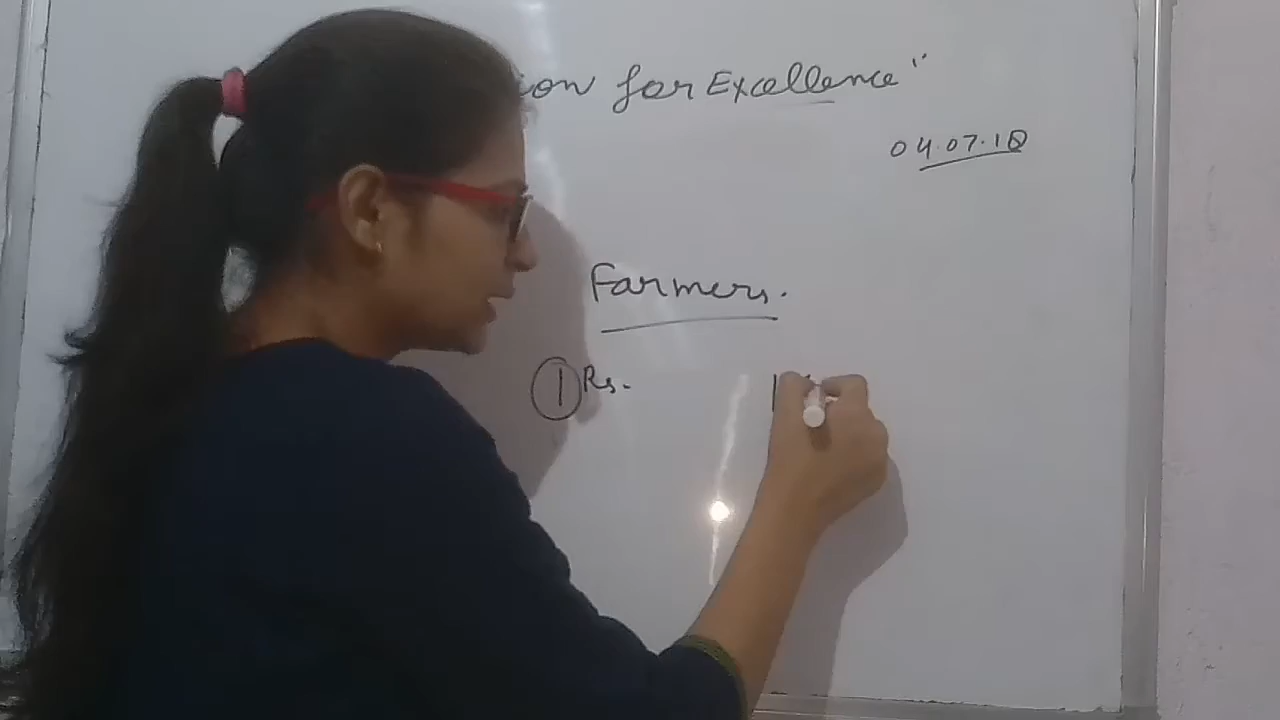 ion for Excellence"
04.07.18
Farmers.
① Rs.